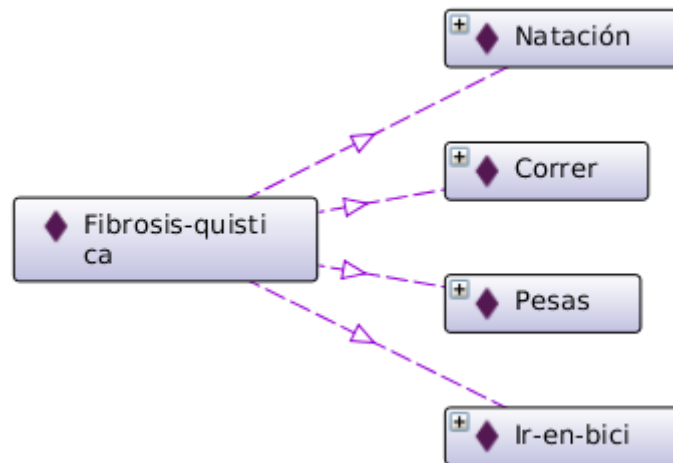 Natación
Correr
Fibrosis-quisti
ca
Pesas
Ir-en-bici